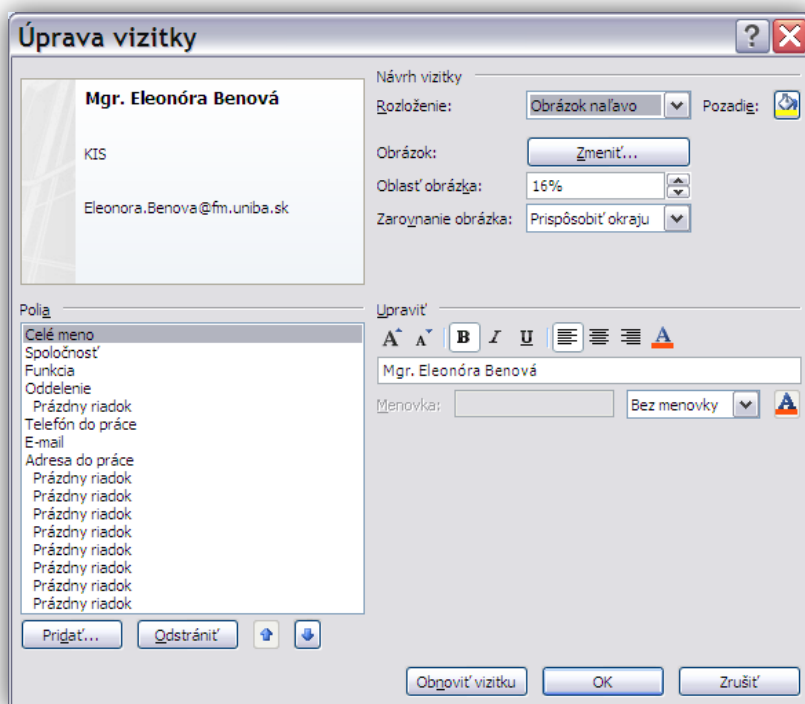 Úprava vizitky
Mgr. Eleonóra Benová
KIS
Eleonora.Benova@fm.uniba.sk
Návrh vizitky
Rozloženie: Obrázok naľavo Pozadie:
Obrázok: Zmeniť...
Oblasť obrázka: 16%
Zarovnanie obrázka: Prispôsobiť okraju
Polia
Celé meno
Spoločnosť
Funkcia
Oddelenie
Prázdny riadok
Telefón do práce
E-mail
Adresa do práce
Prázdny riadok
Prázdny riadok
Prázdny riadok
Prázdny riadok
Prázdny riadok
Prázdny riadok
Prázdny riadok
Prázdny riadok
Pridať... Odstrániť
Upraviť
A A B I U A
Mgr. Eleonóra Benová
Menovka: Bez menovky A
Obnoviť vizitku OK Zrušiť